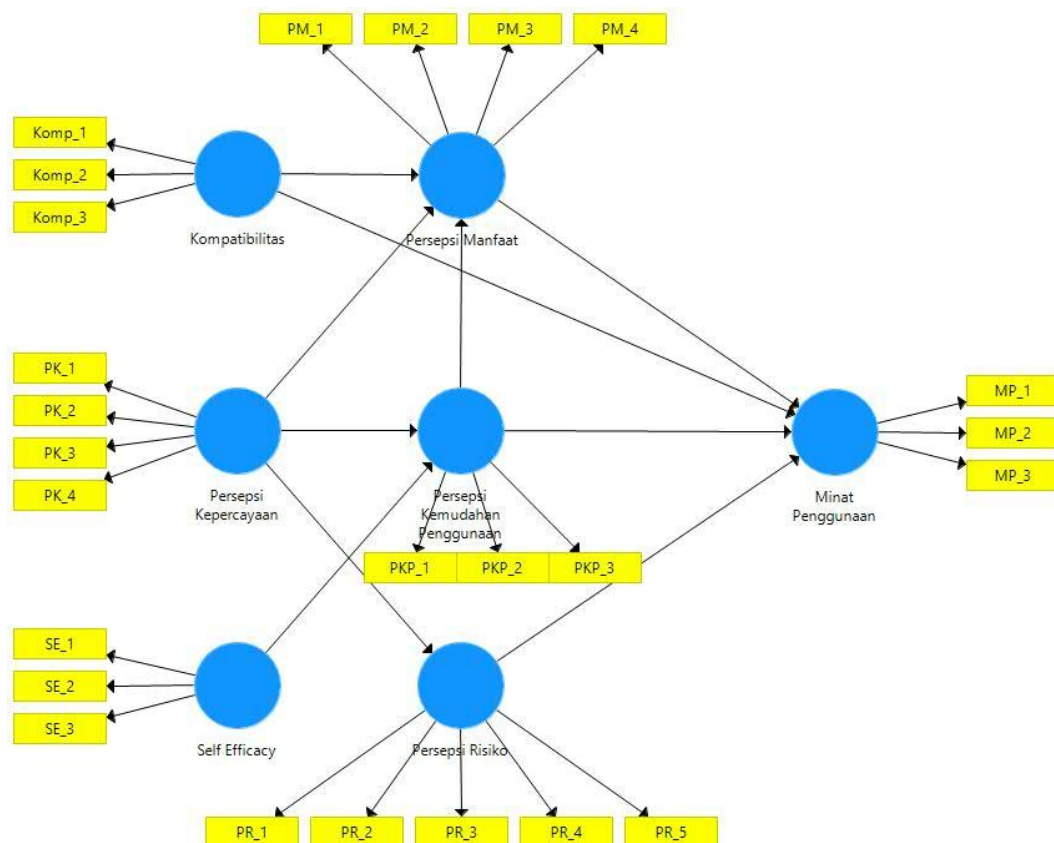 PM_1
PM_2
PM_3
PM_4
Komp_1
Komp_2
Komp_3
Kompatibilitas
Persepsi Manfaat
PK_1
PK_2
PK_3
PK_4
Persepsi
Kepercayaan
Persepsi
Kemudahan
Penggunaan
PKP_1
PKP_2
PKP_3
Minat
Penggunaan
MP_1
MP_2
MP_3
SE_1
SE_2
SE_3
Self Efficacy
Persepsi Risiko
PR_1
PR_2
PR_3
PR_4
PR_5